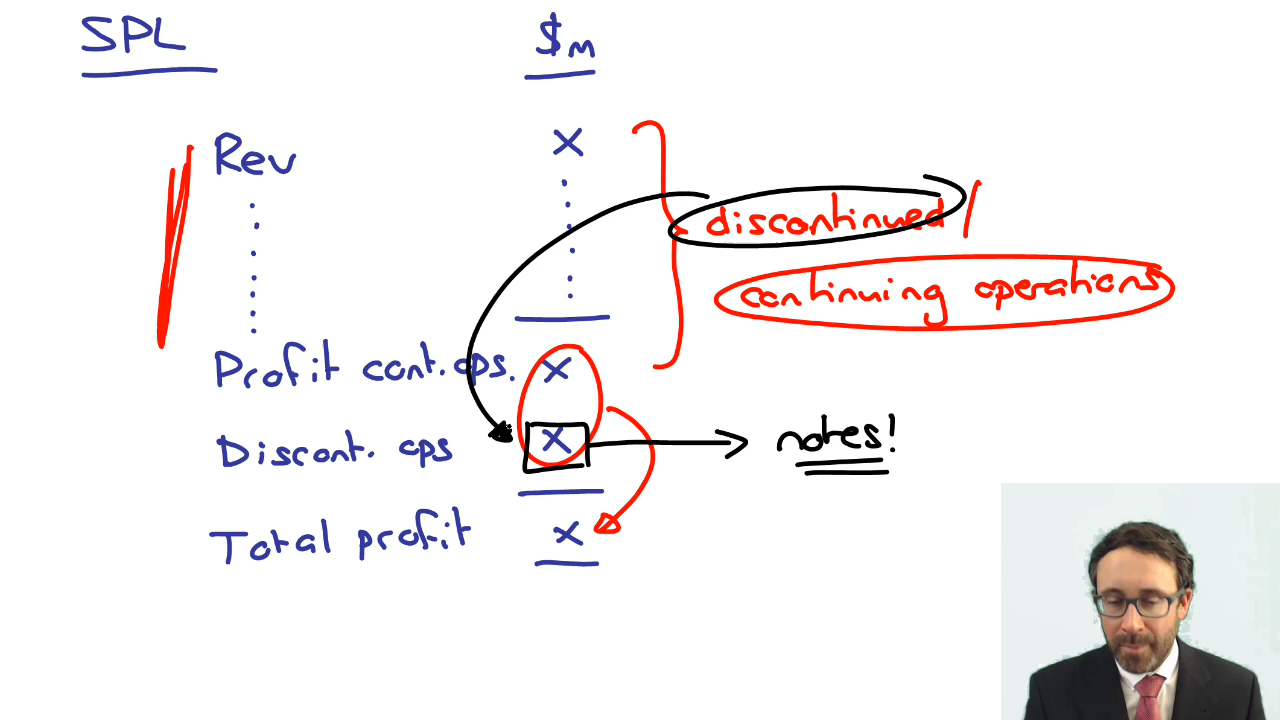 SPL $m
Rev x
discontinued /
continuing operations
Profit cont. ops. x
Discont. ops x notes!
Total profit x